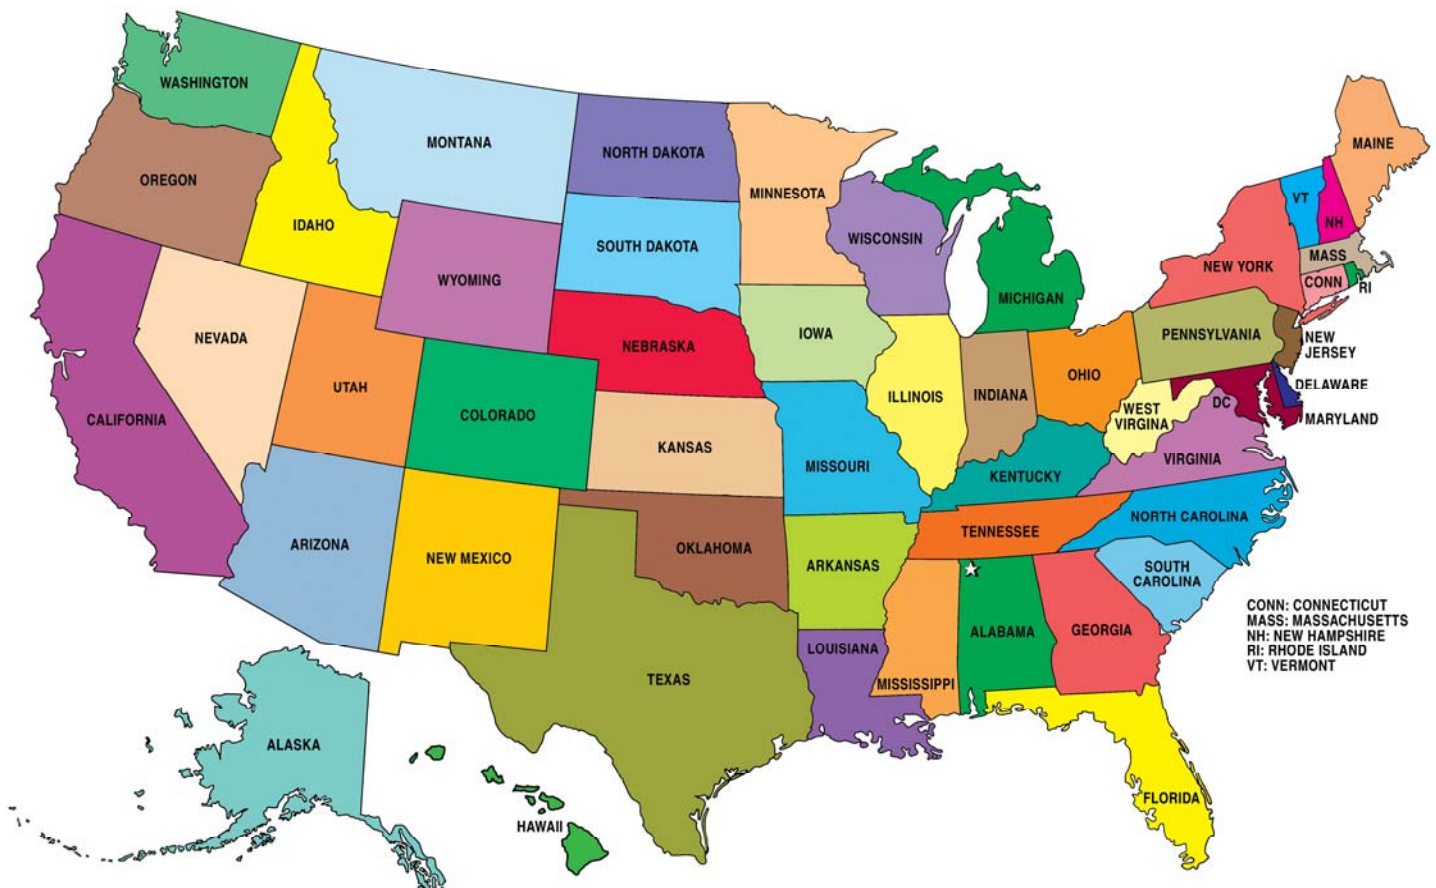 WASHINGTON
MONTANA
NORTH DAKOTA
MINNESOTA
MAINE
OREGON
IDAHO
VT
NH
WISCONSIN
SOUTH DAKOTA
MASS
NEW YORK
WYOMING
CONN
RI
MICHIGAN
NEVADA
NEBRASKA
IOWA
PENNSYLVANIA
NEW
JERSEY
UTAH
OHIO
DELAWARE
ILLINOIS
INDIANA
WEST
VIRGINA
DC
MARYLAND
CALIFORNIA
COLORADO
KANSAS
MISSOURI
VIRGINIA
KENTUCKY
NORTH CAROLINA
TENNESSEE
ARIZONA
NEW MEXICO
OKLAHOMA
ARKANSAS
SOUTH
CAROLINA
CONN: CONNECTICUT
MASS: MASSACHUSETTS
NH: NEW HAMPSHIRE
RI: RHODE ISLAND
VT: VERMONT
ALABAMA
GEORGIA
LOUISIANA
TEXAS
MISSISSIPPI
ALASKA
FLORIDA
HAWAII